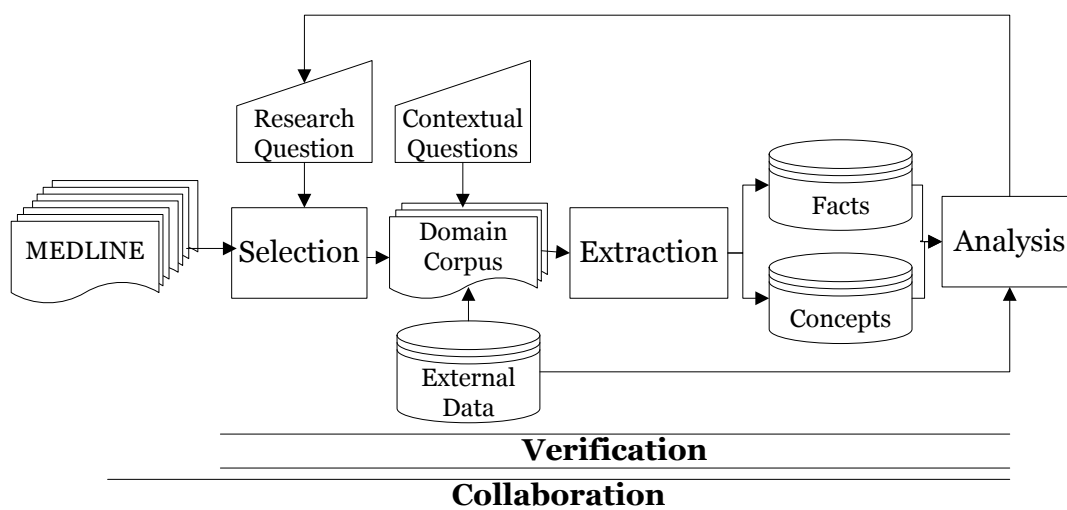 Research
Question
Contextual
Questions
MEDLINE
Selection
Domain
Corpus
Extraction
Facts
Concepts
Analysis
External
Data
Verification
Collaboration